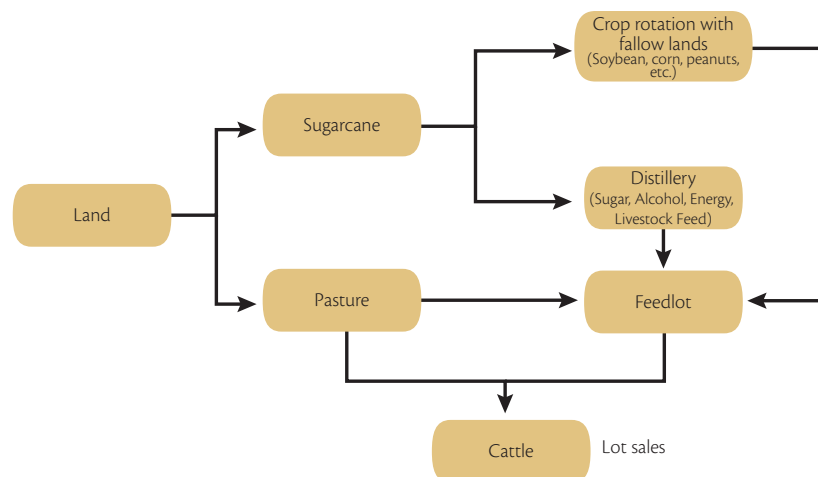 Crop rotation with
fallow lands
(Soybean, corn, peanuts,
etc.)
Sugarcane
Distillery
(Sugar, Alcohol, Energy,
Livestock Feed)
Land
Pasture
Feedlot
Cattle
Lot sales